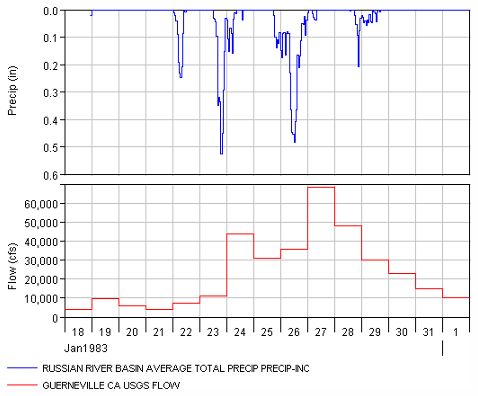 0.0
0.1
0.2
0.3
0.4
0.5
0.6
Precip (in)
60,000
50,000
40,000
30,000
20,000
10,000
0
Flow (cfs)
18 19 20 21 22 23 24 25 26 27 28 29 30 31 1
Jan1983
RUSSIAN RIVER BASIN AVERAGE TOTAL PRECIP PRECIP-INC
GUERNEVILLE CA USGS FLOW